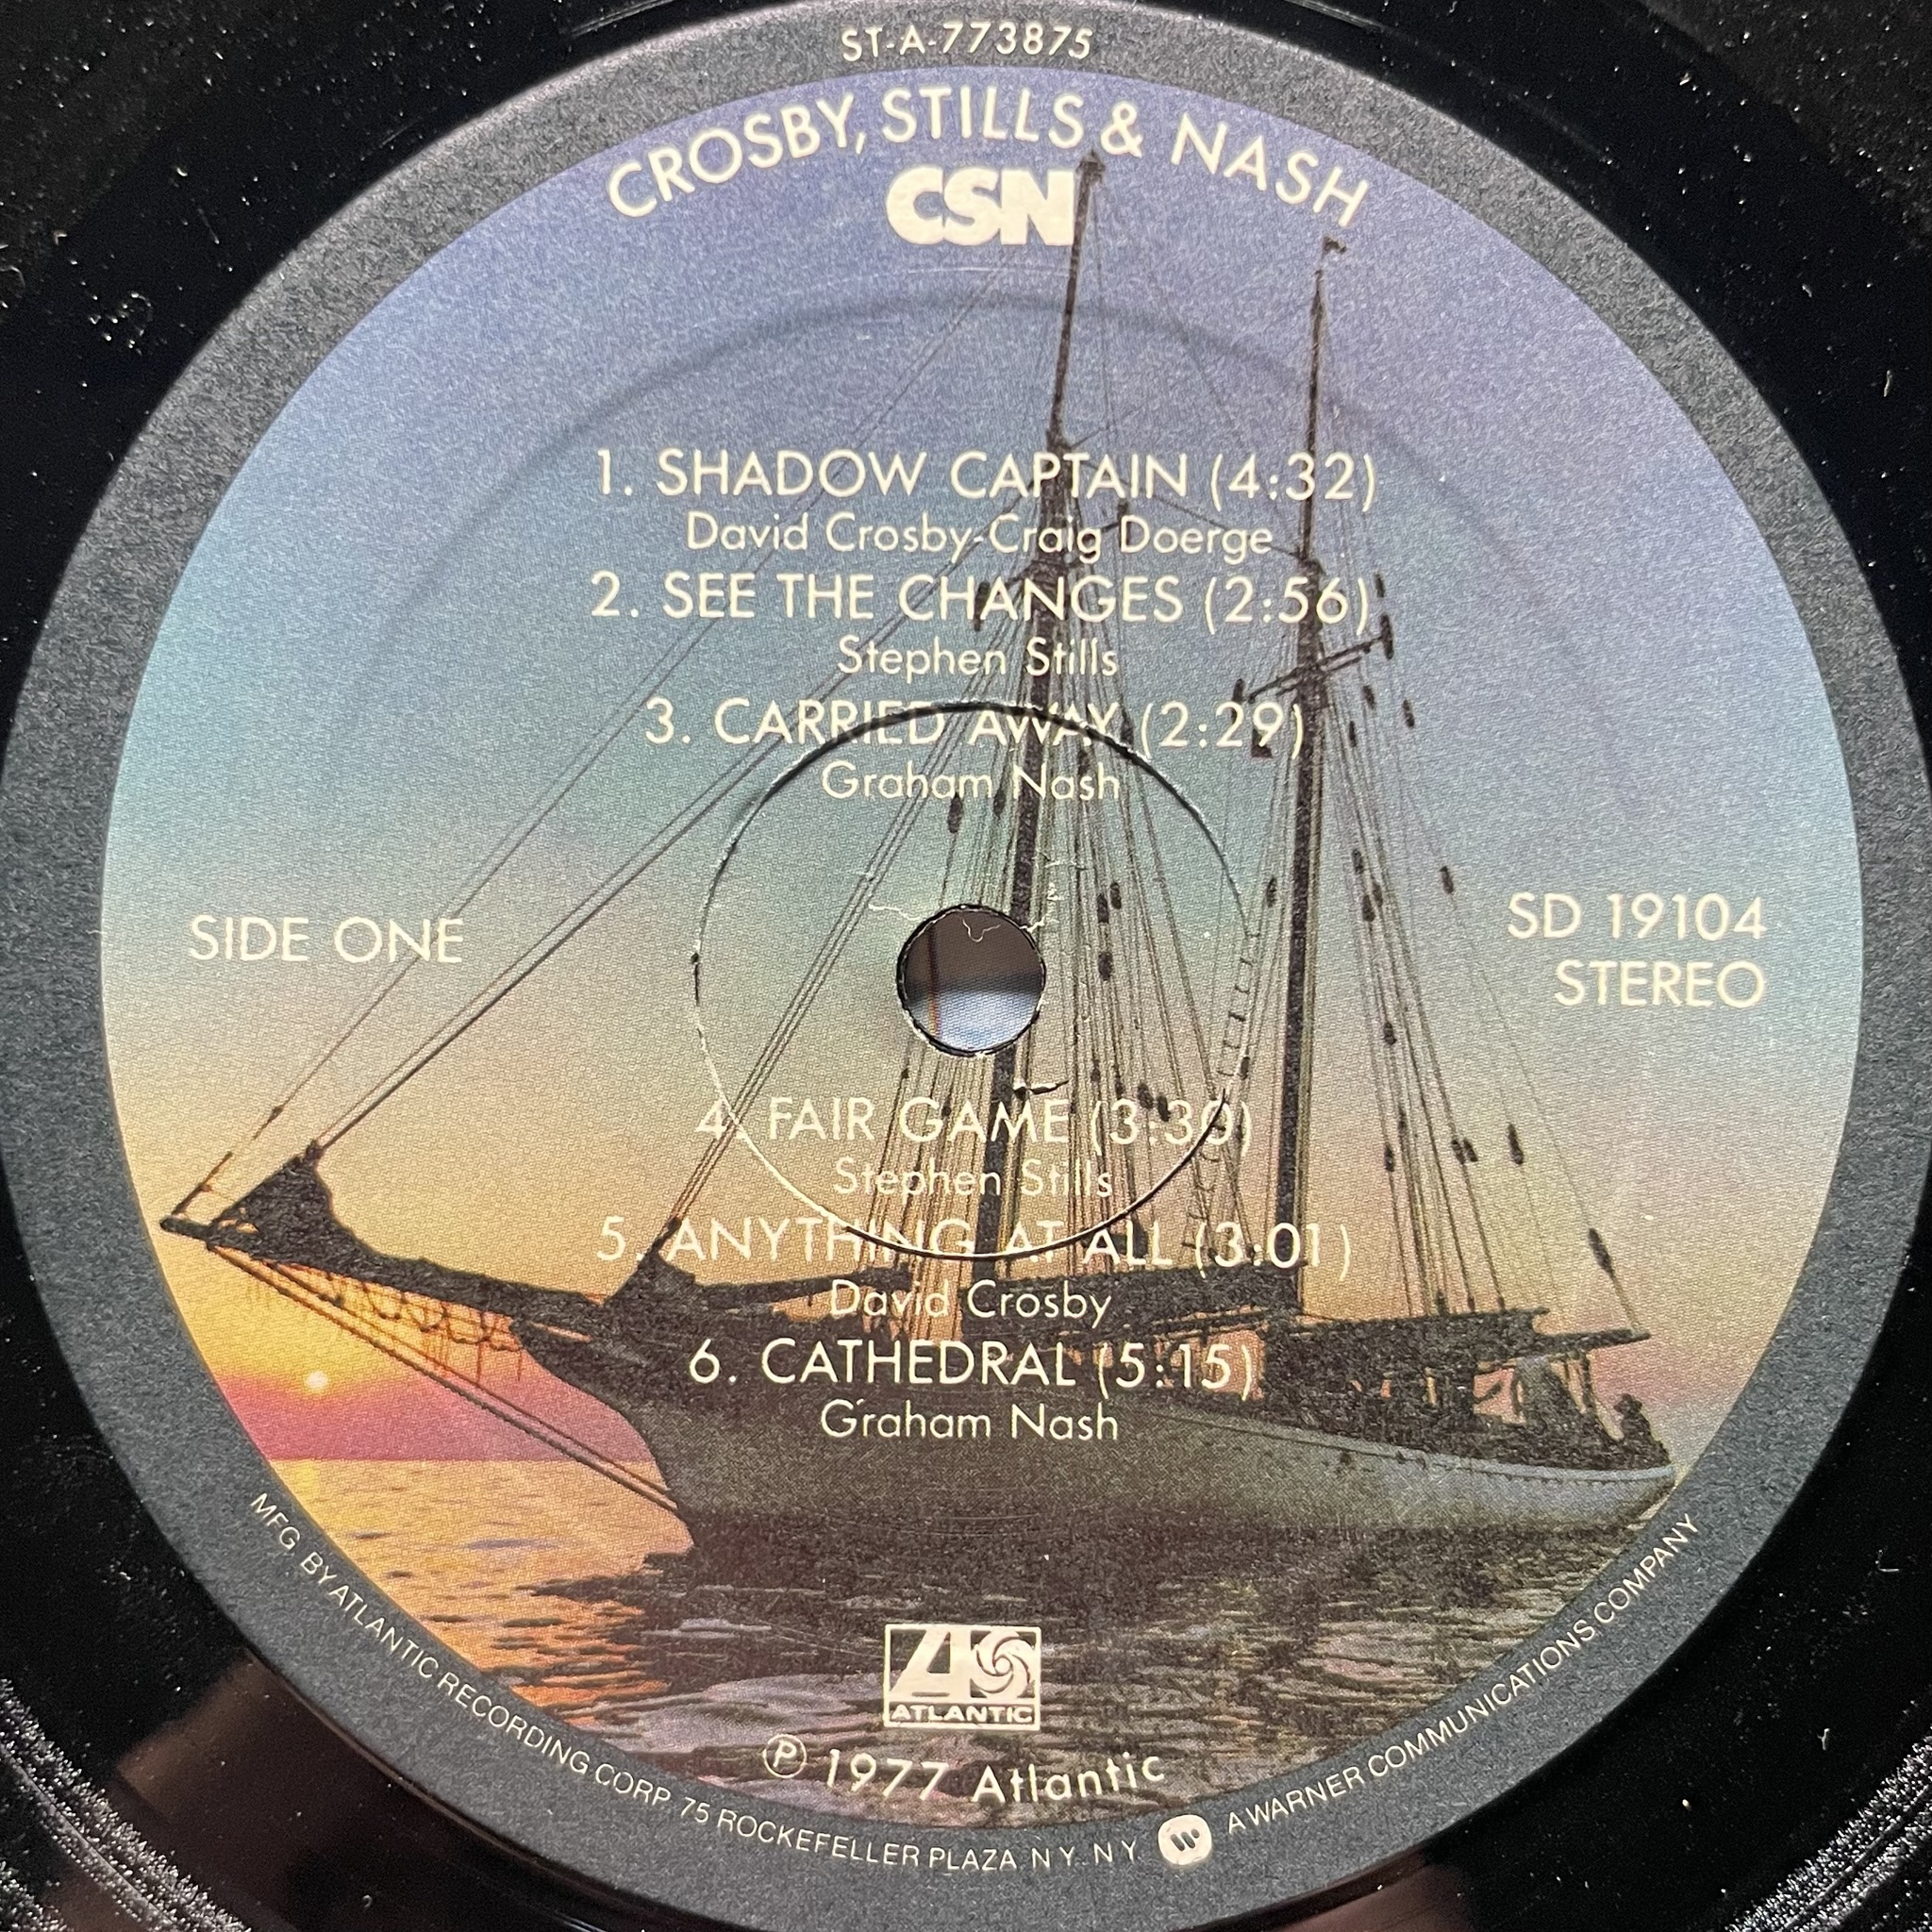 ST-A-773875
CROSBY, STILLS & NASH
CSN
1. SHADOW CAPTAIN (4:32)
David Crosby-Craig Doerge
2. SEE THE CHANGES (2:56)
Stephen Stills
3. CARRIED AWAY (2:29)
Graham Nash
SIDE ONE
SD 19104
STEREO
4. FAIR GAME (3:30)
Stephen Stills
5. ANYTHING AT ALL (3:01)
David Crosby
6. CATHEDRAL (5:15)
Graham Nash
ATLANTIC
Ⓟ 1977 Atlantic
MFG. BY ATLANTIC RECORDING CORP. 75 ROCKEFELLER PLAZA N.Y. N.Y. A WARNER COMMUNICATIONS COMPANY